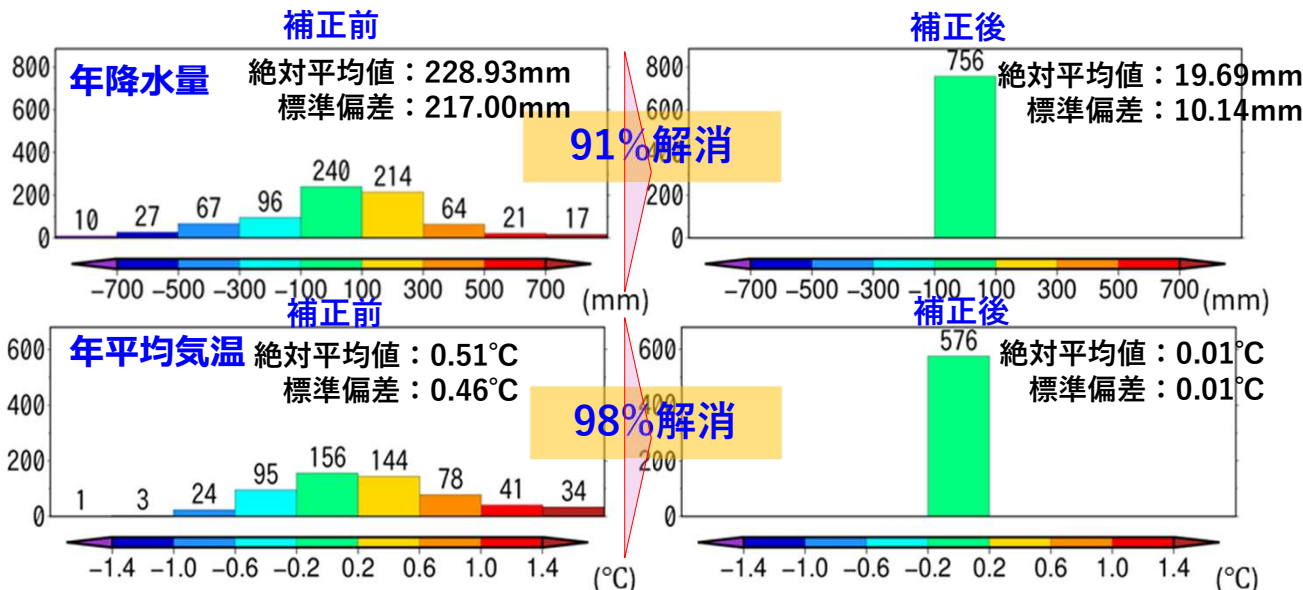 補正前
800
600
400
200
0
年降水量
絶対平均値：228.93mm
標準偏差：217.00mm
10 27 67 96 240 214 64 21 17
−700 −500 −300 −100 100 300 500 700 (mm)
91%解消
補正後
800
600
200
0
756
絶対平均値：19.69mm
標準偏差：10.14mm
−700 −500 −300 −100 100 300 500 700 (mm)
補正前
600
400
200
0
年平均気温
絶対平均値：0.51℃
標準偏差：0.46℃
1 3 24 95 156 144 78 41 34
−1.4 −1.0 −0.6 −0.2 0.2 0.6 1.0 1.4 (℃)
98%解消
補正後
600
400
200
0
576
絶対平均値：0.01℃
標準偏差：0.01℃
−1.4 −1.0 −0.6 −0.2 0.2 0.6 1.0 1.4 (℃)